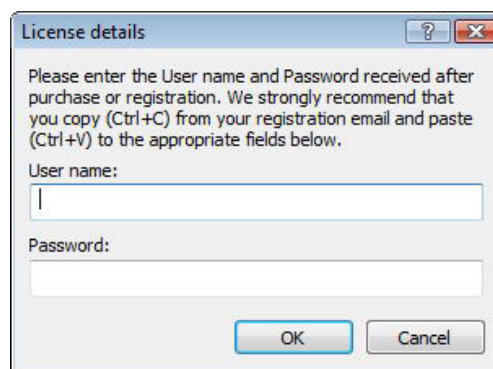 License details
Please enter the User name and Password received after
purchase or registration. We strongly recommend that
you copy (Ctrl+C) from your registration email and paste
(Ctrl+V) to the appropriate fields below.
User name:
Password:
OK
Cancel